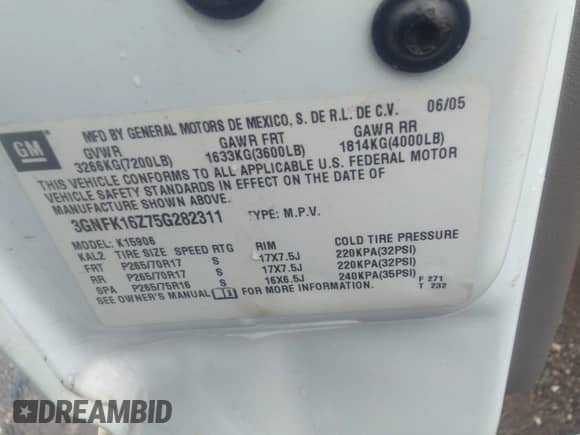 GM
MFD BY GENERAL MOTORS DE MEXICO, S. DE R.L. DE C.V. 06/05
GVWR GAWR FRT GAWR RR
3266KG(7200LB) 1633KG(3600LB) 1814KG(4000LB)
THIS VEHICLE CONFORMS TO ALL APPLICABLE U.S. FEDERAL MOTOR
VEHICLE SAFETY STANDARDS IN EFFECT ON THE DATE OF
MANUFACTURE SHOWN ABOVE.
3GNFK16Z75G282311 TYPE: M.P.V.
MODEL: K15906
KAL2 TIRE SIZE SPEED RTG RIM COLD TIRE PRESSURE
FRT P265/70R17 S 17X7.5J 220KPA(32PSI)
RR P265/70R17 S 17X7.5J 220KPA(32PSI)
SPA P265/75R16 S 16X6.5J 240KPA(35PSI)
SEE OWNER'S MANUAL FOR MORE INFORMATION.
F 271
T 232
DREAMBID